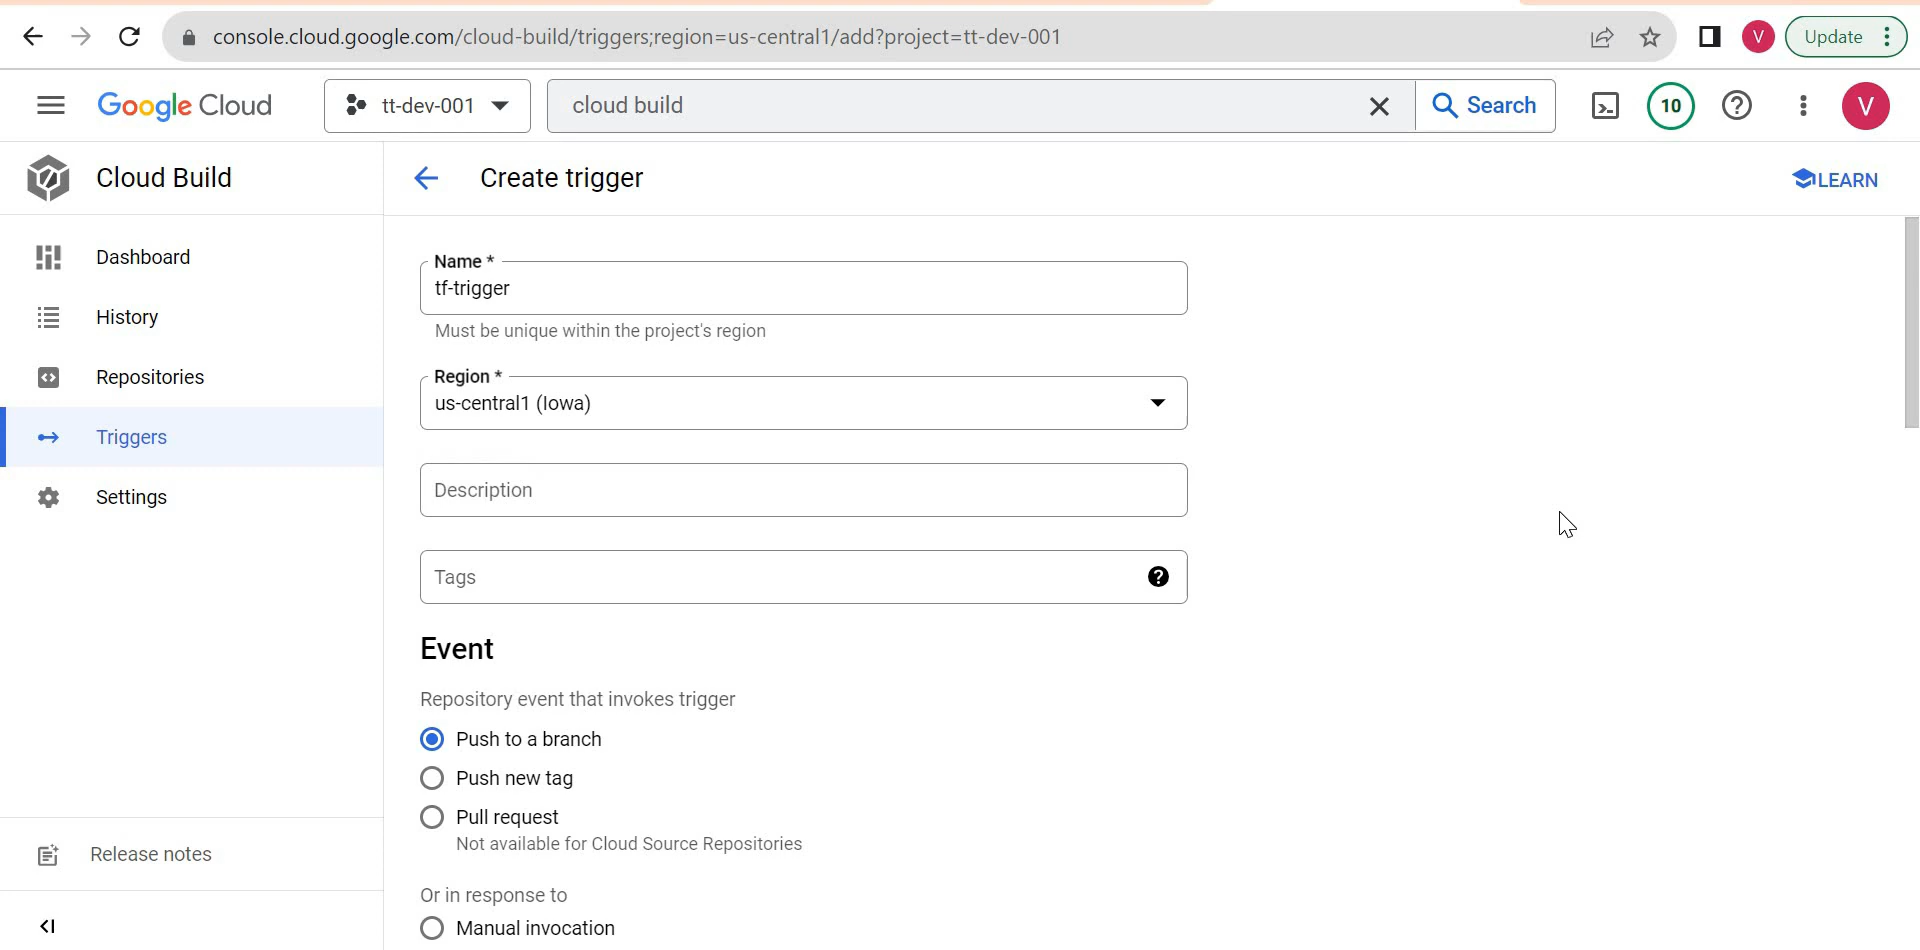 console.cloud.google.com/cloud-build/triggers;region=us-central1/add?project=tt-dev-001
V
Update
Google Cloud
tt-dev-001
cloud build
Search
10
V
Cloud Build
Create trigger
LEARN
Dashboard
History
Repositories
Triggers
Settings
Release notes
Name *
tf-trigger
Must be unique within the project's region
Region *
us-central1 (Iowa)
Description
Tags
Event
Repository event that invokes trigger
Push to a branch
Push new tag
Pull request
Not available for Cloud Source Repositories
Or in response to
Manual invocation